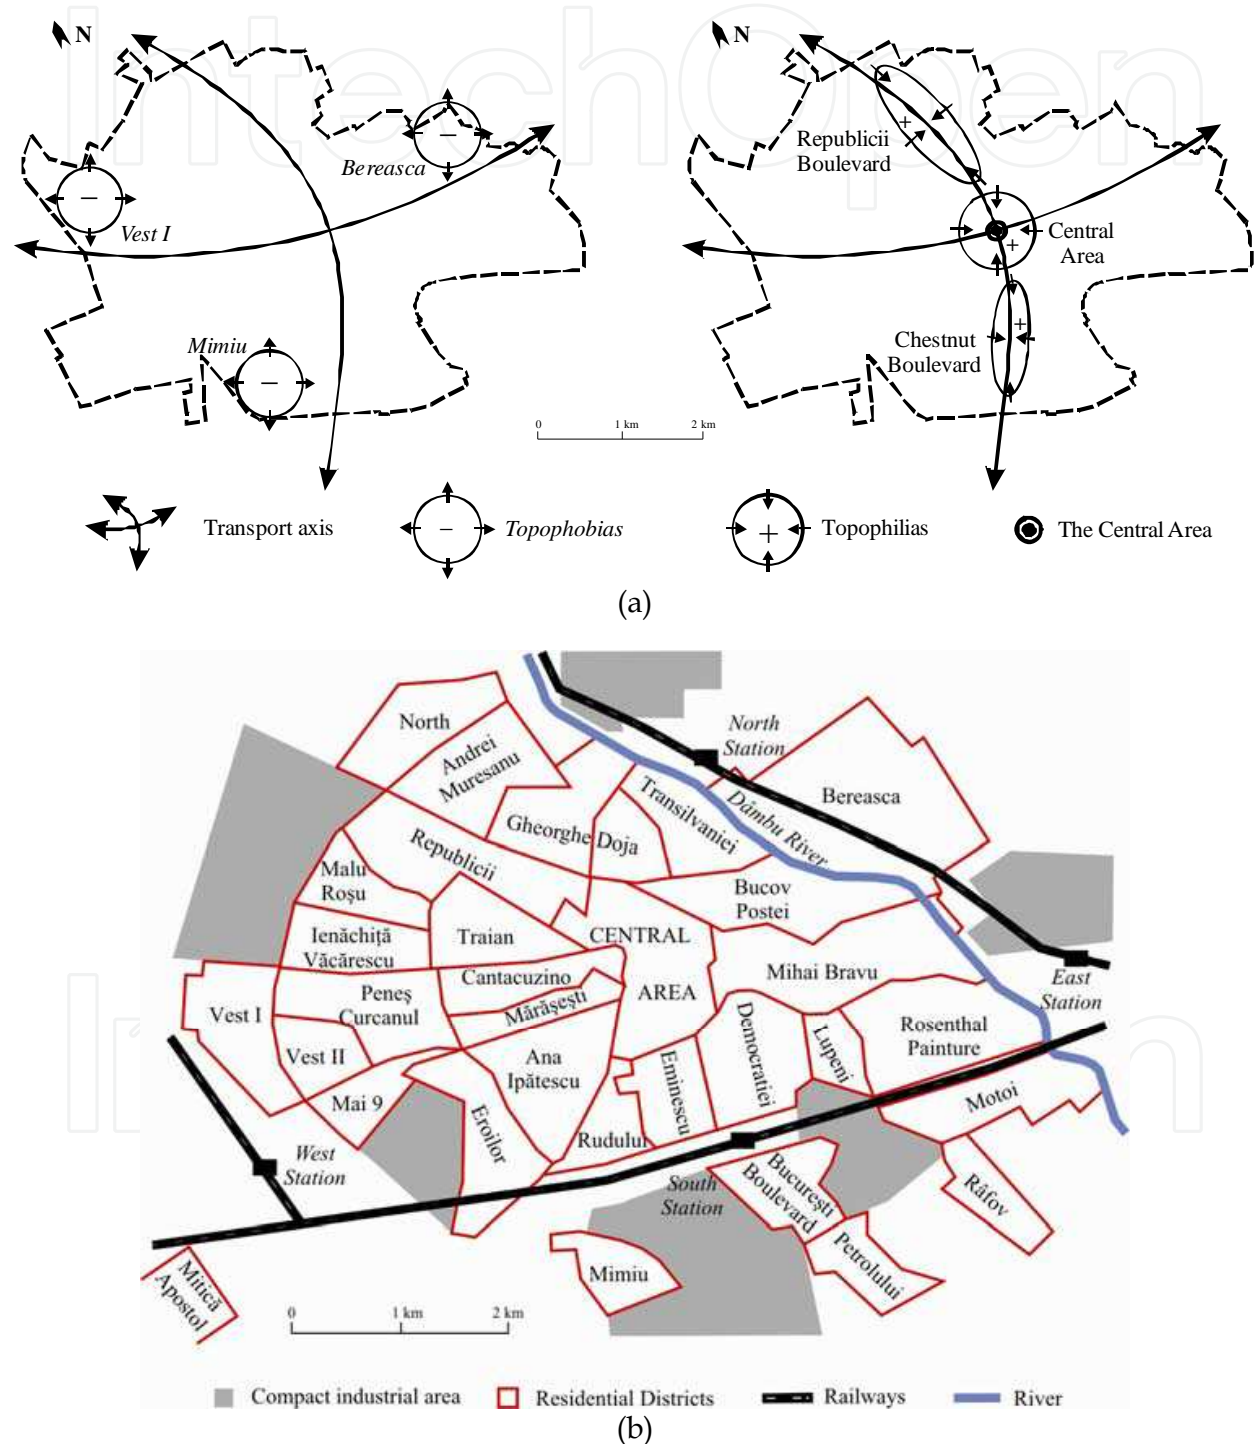 IntechOpen
N
N
Bereasca
Vest I
Mimiu
Republicii
Boulevard
Central
Area
Chestnut
Boulevard
0 1 km 2 km
Transport axis
Topophobias
Topophilias
The Central Area
(a)
North
Andrei
Muresanu
North
Station
Bereasca
Transilvaniei
Dâmbu River
Gheorghe Doja
Republicii
Malu
Roşu
Bucov
Postei
Ienăchiţă
Văcărescu
Traian
CENTRAL
AREA
Cantacuzino
Mihai Bravu
East
Station
Peneş
Curcanul
Mărăşeşti
Vest I
Vest II
Ana
Ipătescu
Democratiei
Lupeni
Rosenthal
Painture
Eminescu
Mai 9
Eroilor
Rudului
Motoi
West
Station
South
Station
Bucureşti
Boulevard
Râfov
Petrolului
Mimiu
Mitică
Apostol
0 1 km 2 km
Compact industrial area
Residential Districts
Railways
River
(b)